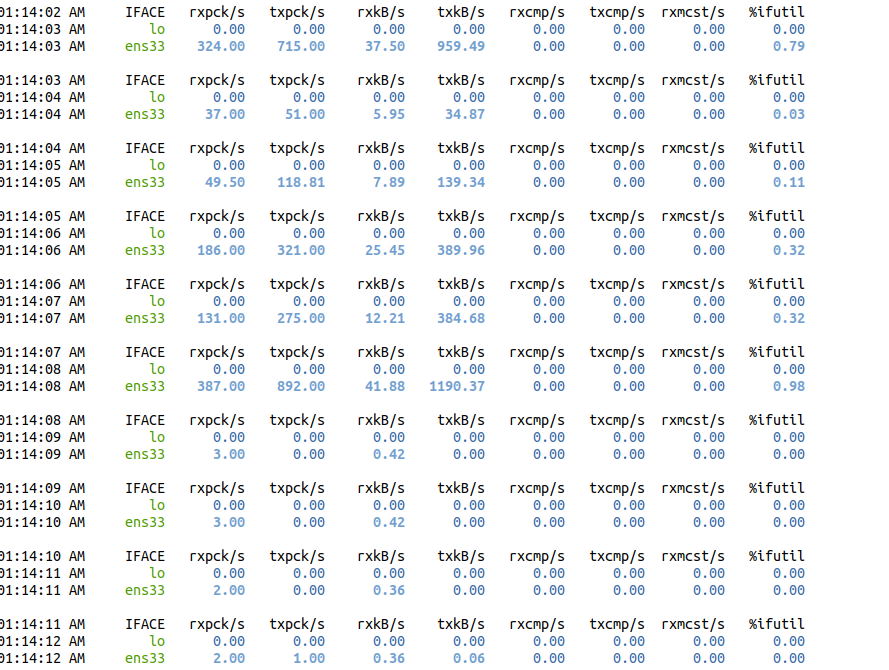 01:14:02 AM IFACE rxpck/s txpck/s rxkB/s txkB/s rxcmp/s txcmp/s rxmcst/s %ifutil
01:14:03 AM lo 0.00 0.00 0.00 0.00 0.00 0.00 0.00 0.00
01:14:03 AM ens33 324.00 715.00 37.50 959.49 0.00 0.00 0.00 0.79
01:14:03 AM IFACE rxpck/s txpck/s rxkB/s txkB/s rxcmp/s txcmp/s rxmcst/s %ifutil
01:14:04 AM lo 0.00 0.00 0.00 0.00 0.00 0.00 0.00 0.00
01:14:04 AM ens33 37.00 51.00 5.95 34.87 0.00 0.00 0.00 0.03
01:14:04 AM IFACE rxpck/s txpck/s rxkB/s txkB/s rxcmp/s txcmp/s rxmcst/s %ifutil
01:14:05 AM lo 0.00 0.00 0.00 0.00 0.00 0.00 0.00 0.00
01:14:05 AM ens33 49.50 118.81 7.89 139.34 0.00 0.00 0.00 0.11
01:14:05 AM IFACE rxpck/s txpck/s rxkB/s txkB/s rxcmp/s txcmp/s rxmcst/s %ifutil
01:14:06 AM lo 0.00 0.00 0.00 0.00 0.00 0.00 0.00 0.00
01:14:06 AM ens33 186.00 321.00 25.45 389.96 0.00 0.00 0.00 0.32
01:14:06 AM IFACE rxpck/s txpck/s rxkB/s txkB/s rxcmp/s txcmp/s rxmcst/s %ifutil
01:14:07 AM lo 0.00 0.00 0.00 0.00 0.00 0.00 0.00 0.00
01:14:07 AM ens33 131.00 275.00 12.21 384.68 0.00 0.00 0.00 0.32
01:14:07 AM IFACE rxpck/s txpck/s rxkB/s txkB/s rxcmp/s txcmp/s rxmcst/s %ifutil
01:14:08 AM lo 0.00 0.00 0.00 0.00 0.00 0.00 0.00 0.00
01:14:08 AM ens33 387.00 892.00 41.88 1190.37 0.00 0.00 0.00 0.98
01:14:08 AM IFACE rxpck/s txpck/s rxkB/s txkB/s rxcmp/s txcmp/s rxmcst/s %ifutil
01:14:09 AM lo 0.00 0.00 0.00 0.00 0.00 0.00 0.00 0.00
01:14:09 AM ens33 3.00 0.00 0.42 0.00 0.00 0.00 0.00 0.00
01:14:09 AM IFACE rxpck/s txpck/s rxkB/s txkB/s rxcmp/s txcmp/s rxmcst/s %ifutil
01:14:10 AM lo 0.00 0.00 0.00 0.00 0.00 0.00 0.00 0.00
01:14:10 AM ens33 3.00 0.00 0.42 0.00 0.00 0.00 0.00 0.00
01:14:10 AM IFACE rxpck/s txpck/s rxkB/s txkB/s rxcmp/s txcmp/s rxmcst/s %ifutil
01:14:11 AM lo 0.00 0.00 0.00 0.00 0.00 0.00 0.00 0.00
01:14:11 AM ens33 2.00 0.00 0.36 0.00 0.00 0.00 0.00 0.00
01:14:11 AM IFACE rxpck/s txpck/s rxkB/s txkB/s rxcmp/s txcmp/s rxmcst/s %ifutil
01:14:12 AM lo 0.00 0.00 0.00 0.00 0.00 0.00 0.00 0.00
01:14:12 AM ens33 2.00 1.00 0.36 0.06 0.00 0.00 0.00 0.00